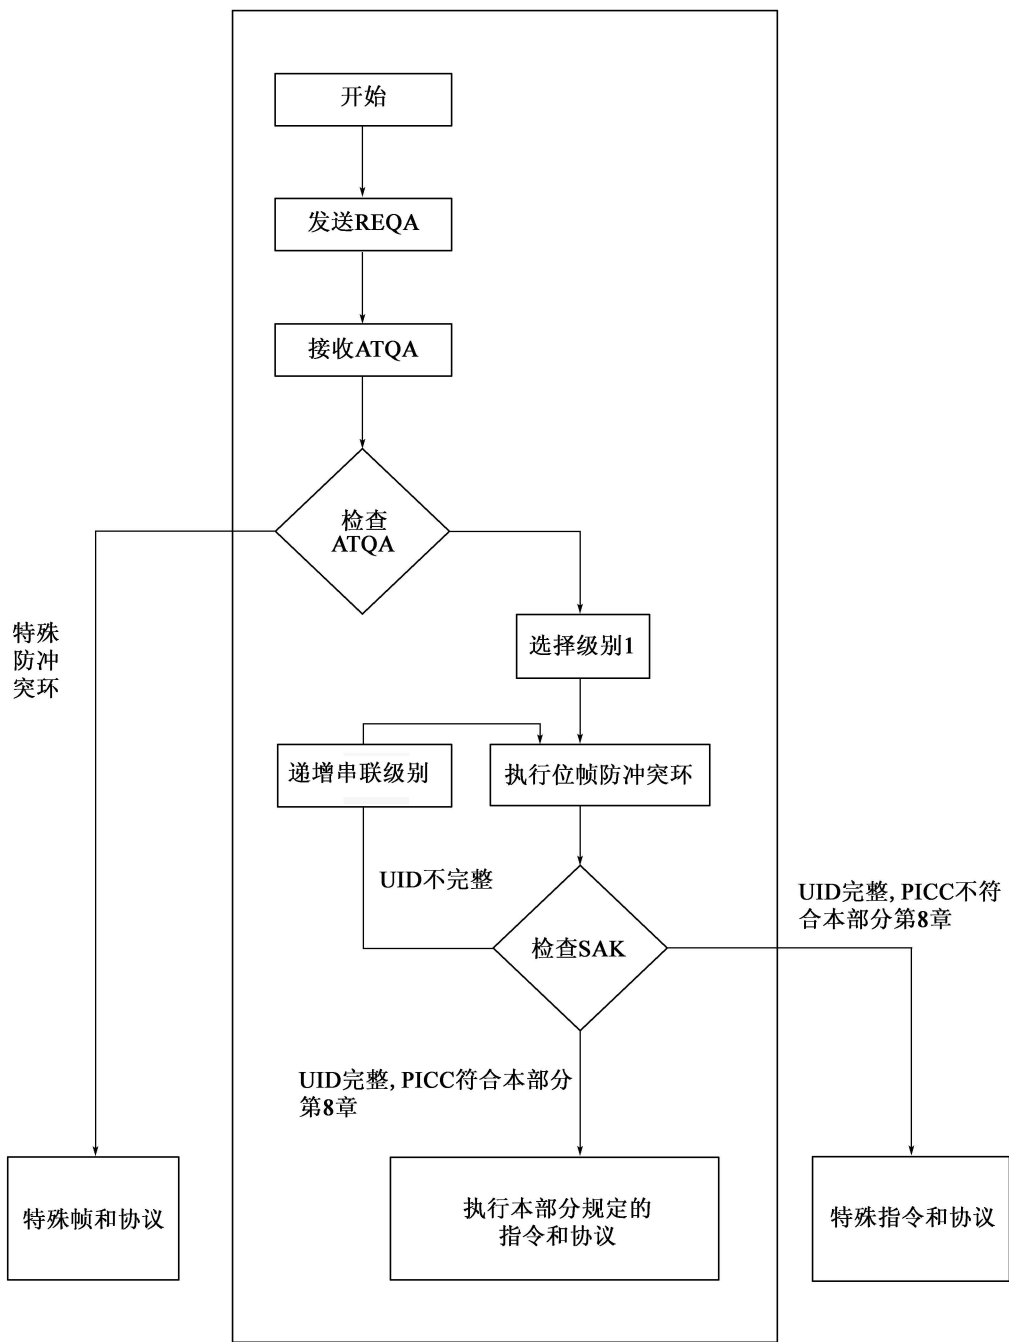 开始
发送REQA
接收ATQA
检查
ATQA
特殊
防冲
突环
选择级别1
递增串联级别
执行位帧防冲突环
UID不完整
UID完整, PICC不符
合本部分第8章
检查SAK
UID完整, PICC符合本部分
第8章
特殊帧和协议
执行本部分规定的
指令和协议
特殊指令和协议